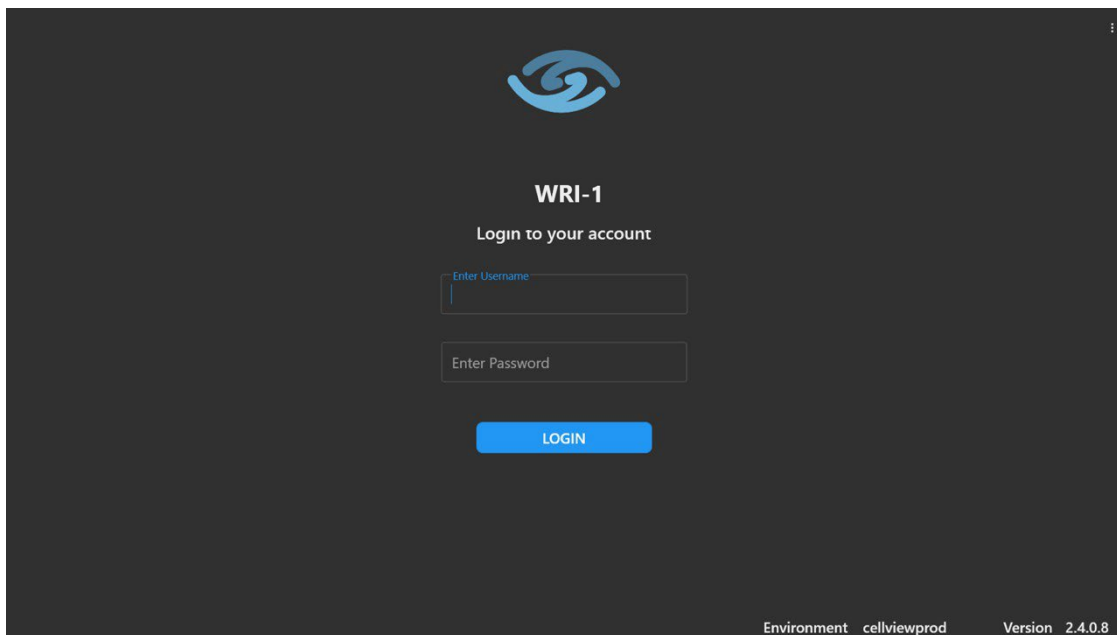 WRI-1
Login to your account
Enter Username
Enter Password
LOGIN
Environment cellviewprod Version 2.4.0.8